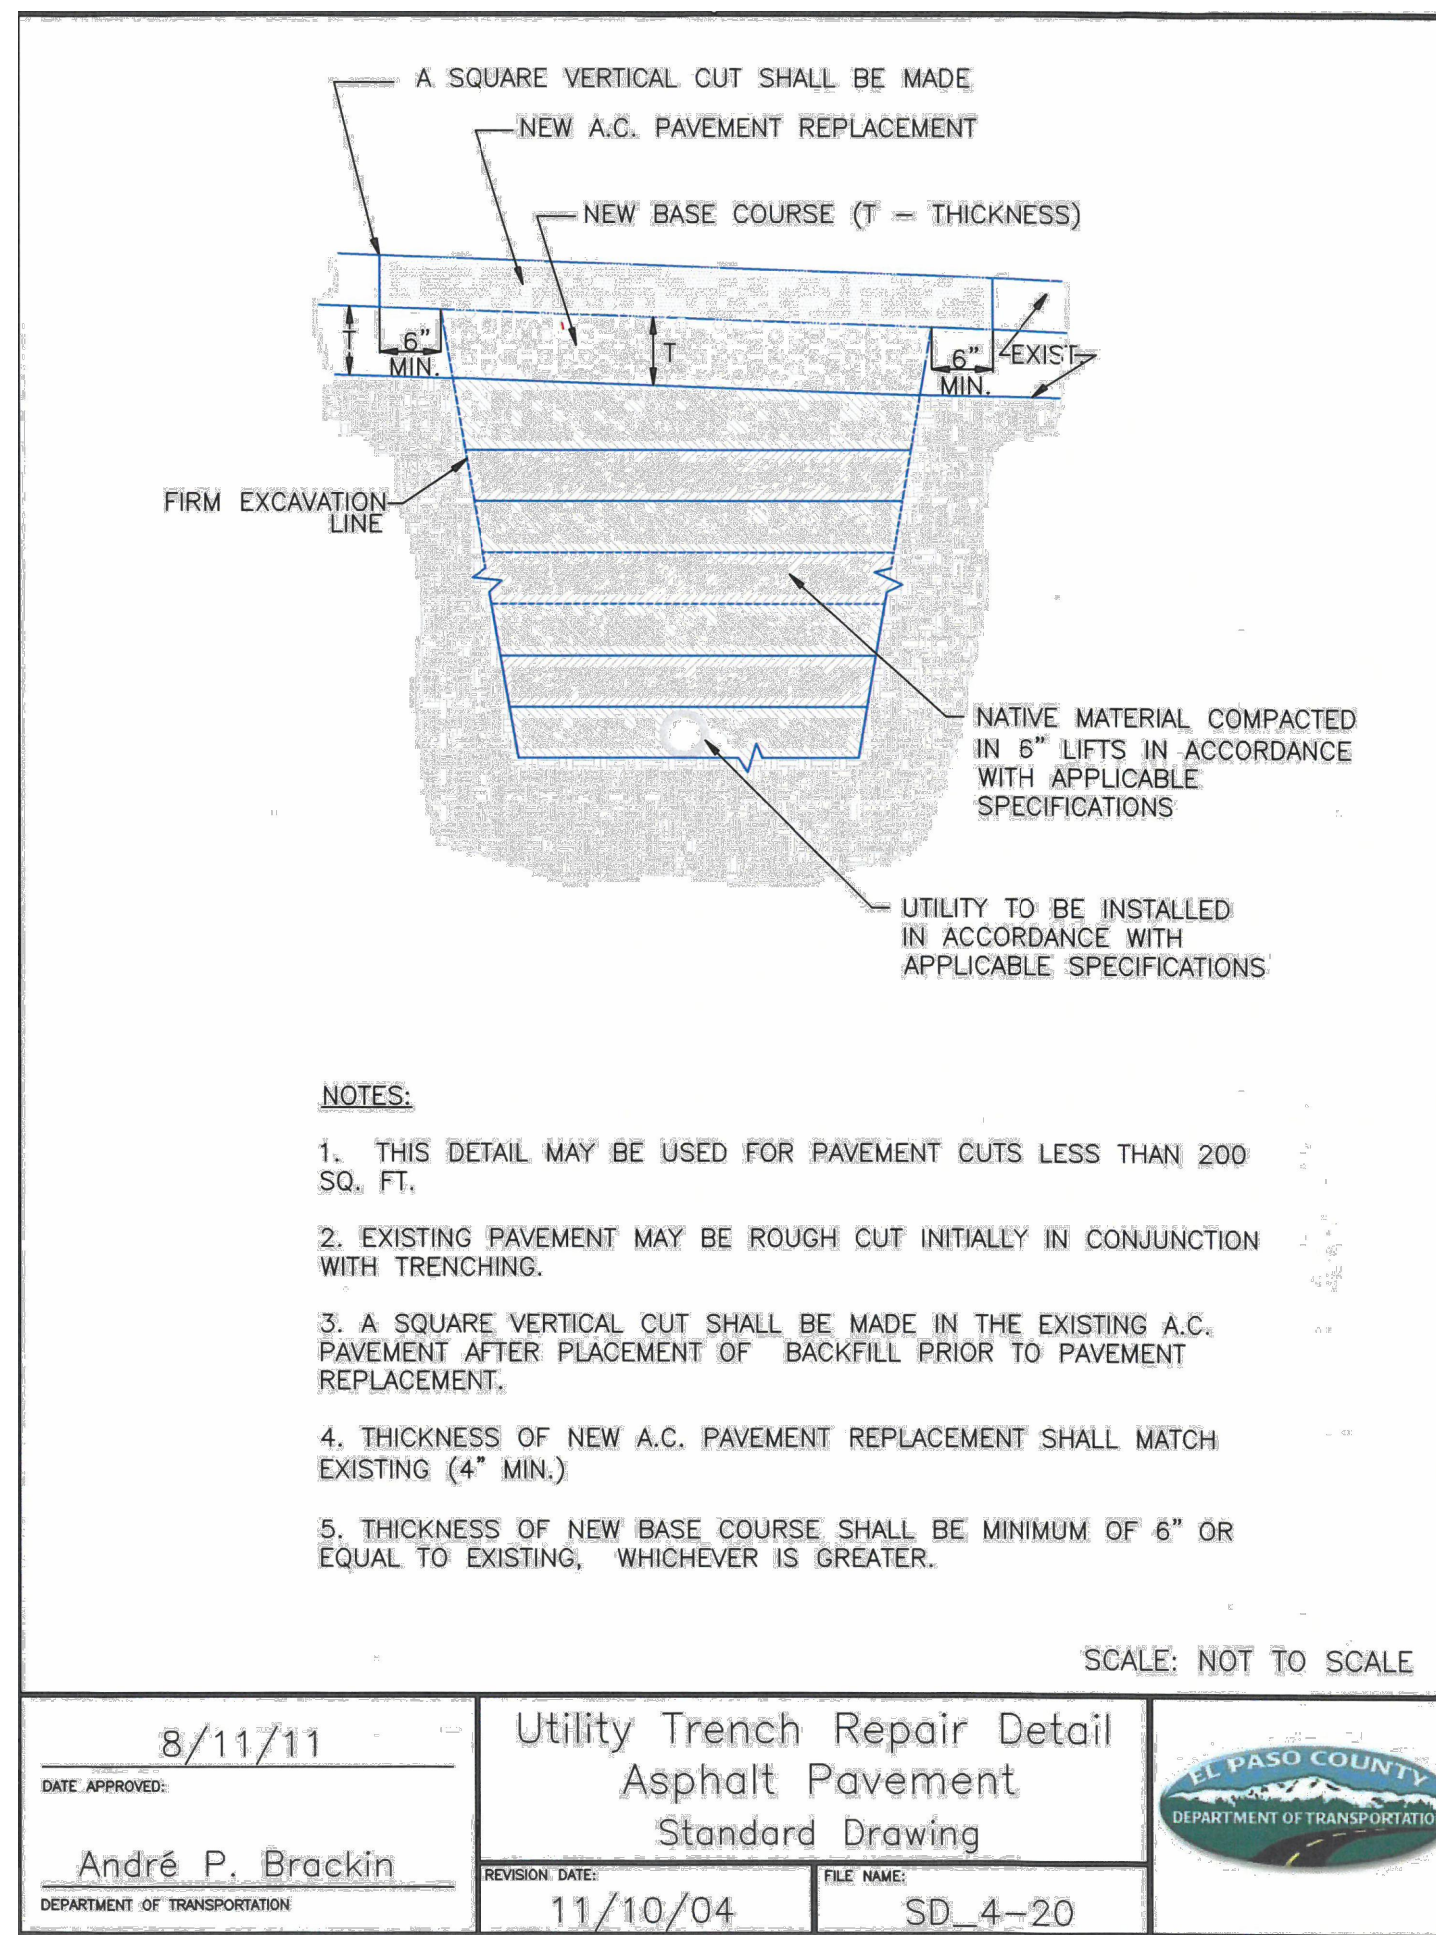 A SQUARE VERTICAL CUT SHALL BE MADE
NEW A.C. PAVEMENT REPLACEMENT
NEW BASE COURSE (T – THICKNESS)
T
6"
MIN.
T
6"
MIN.
EXIST
FIRM EXCAVATION
LINE
NATIVE MATERIAL COMPACTED
IN 6" LIFTS IN ACCORDANCE
WITH APPLICABLE
SPECIFICATIONS
UTILITY TO BE INSTALLED
IN ACCORDANCE WITH
APPLICABLE SPECIFICATIONS
NOTES:
1. THIS DETAIL MAY BE USED FOR PAVEMENT CUTS LESS THAN 200
SQ. FT.
2. EXISTING PAVEMENT MAY BE ROUGH CUT INITIALLY IN CONJUNCTION
WITH TRENCHING.
3. A SQUARE VERTICAL CUT SHALL BE MADE IN THE EXISTING A.C.
PAVEMENT AFTER PLACEMENT OF BACKFILL PRIOR TO PAVEMENT
REPLACEMENT.
4. THICKNESS OF NEW A.C. PAVEMENT REPLACEMENT SHALL MATCH
EXISTING (4" MIN.)
5. THICKNESS OF NEW BASE COURSE SHALL BE MINIMUM OF 6" OR
EQUAL TO EXISTING, WHICHEVER IS GREATER.
SCALE: NOT TO SCALE
8/11/11
DATE APPROVED:
André P. Brackin
DEPARTMENT OF TRANSPORTATION
Utility Trench Repair Detail
Asphalt Pavement
Standard Drawing
REVISION DATE:
11/10/04
FILE NAME:
SD_4-20
EL PASO COUNTY
DEPARTMENT OF TRANSPORTATIO